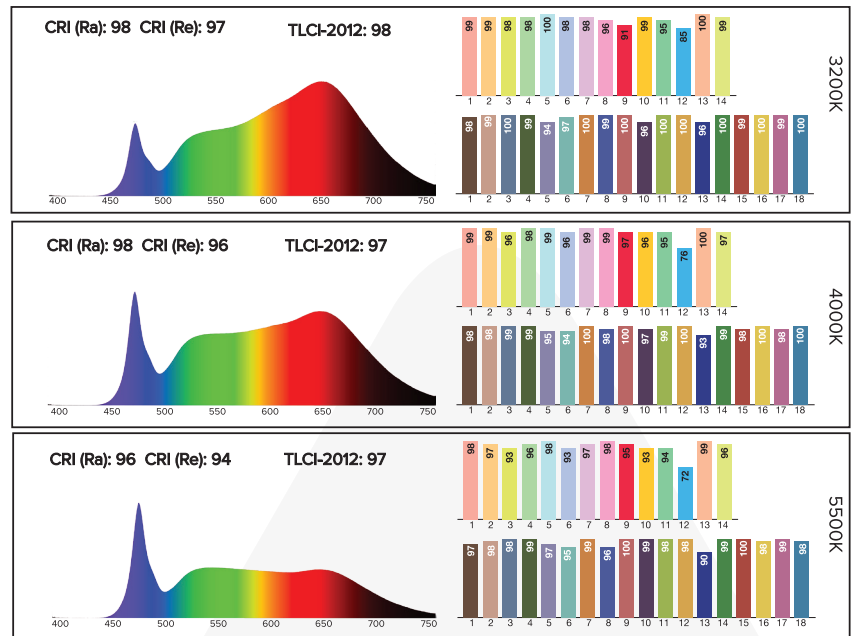 CRI (Ra): 98 CRI (Re): 97 TLCI-2012: 98
99 99 98 98 100 98 98 96 91 99 95 85 100 99
1 2 3 4 5 6 7 8 9 10 11 12 13 14
98 99 100 99 94 97 100 99 100 96 100 100 96 100 99 100 99 100
1 2 3 4 5 6 7 8 9 10 11 12 13 14 15 16 17 18
400 450 500 550 600 650 700 750
3200K
CRI (Ra): 98 CRI (Re): 96 TLCI-2012: 97
99 99 96 98 99 96 99 99 97 96 95 76 100 97
1 2 3 4 5 6 7 8 9 10 11 12 13 14
98 98 99 99 95 94 100 98 100 97 99 100 93 99 98 100 98 100
1 2 3 4 5 6 7 8 9 10 11 12 13 14 15 16 17 18
400 450 500 550 600 650 700 750
4000K
CRI (Ra): 96 CRI (Re): 94 TLCI-2012: 97
98 97 93 96 98 93 97 98 95 93 94 72 99 96
1 2 3 4 5 6 7 8 9 10 11 12 13 14
97 98 98 99 97 95 99 96 100 99 98 98 90 99 100 98 99 98
1 2 3 4 5 6 7 8 9 10 11 12 13 14 15 16 17 18
400 450 500 550 600 650 700 750
5500K